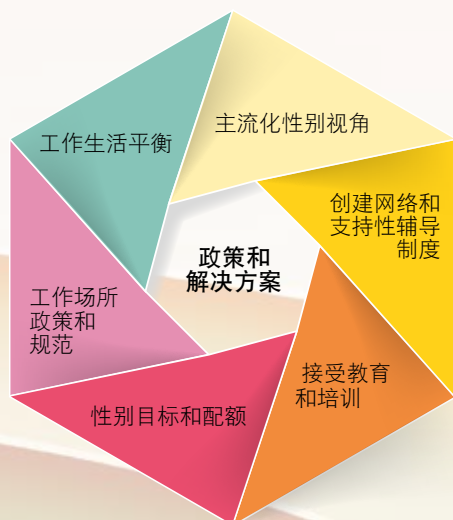 主流化性别视角
工作生活平衡
创建网络和
支持性辅导
制度
政策和
解决方案
工作场所
政策和
规范
接受教育
和培训
性别目标和配额